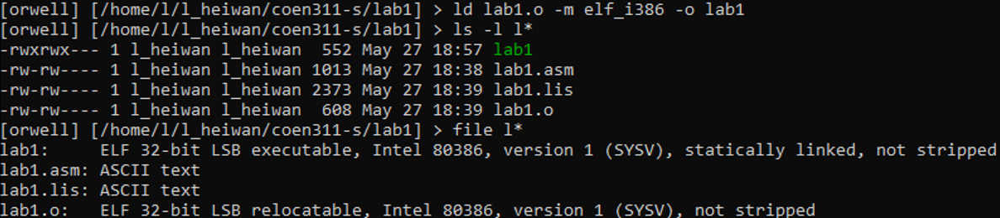 [orwell] [/home/l/l_heiwan/coen311-s/lab1] > ld lab1.o -m elf_i386 -o lab1
[orwell] [/home/l/l_heiwan/coen311-s/lab1] > ls -l l*
-rwxrwx--- 1 l_heiwan l_heiwan  552 May 27 18:57 lab1
-rw-rw---- 1 l_heiwan l_heiwan 1013 May 27 18:38 lab1.asm
-rw-rw---- 1 l_heiwan l_heiwan 2373 May 27 18:39 lab1.lis
-rw-rw---- 1 l_heiwan l_heiwan  608 May 27 18:39 lab1.o
[orwell] [/home/l/l_heiwan/coen311-s/lab1] > file l*
lab1:     ELF 32-bit LSB executable, Intel 80386, version 1 (SYSV), statically linked, not stripped
lab1.asm: ASCII text
lab1.lis: ASCII text
lab1.o:   ELF 32-bit LSB relocatable, Intel 80386, version 1 (SYSV), not stripped